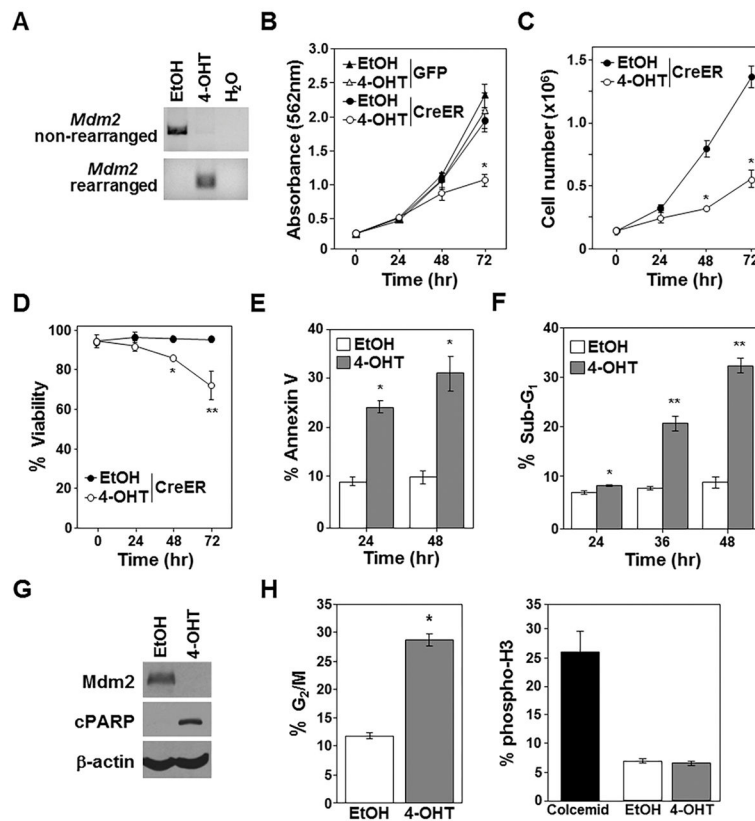 A
EtOH
4-OHT
H₂O
Mdm2
non-rearranged
Mdm2
rearranged
B
Absorbance (562nm)
3.0
2.5
2.0
1.5
1.0
0.5
0
EtOH
4-OHT
GFP
EtOH
4-OHT
CreER
*
0 24 48 72
Time (hr)
C
Cell number (x10⁶)
1.5
1.0
0.5
0
EtOH
4-OHT
CreER
* *
0 24 48 72
Time (hr)
D
% Viability
100
80
60
40
20
0
*
**
EtOH
4-OHT
CreER
0 24 48 72
Time (hr)
E
% Annexin V
40
30
20
10
0
EtOH
4-OHT
* *
24 48
Time (hr)
F
% Sub-G₁
40
30
20
10
0
EtOH
4-OHT
* ** **
24 36 48
Time (hr)
G
EtOH
4-OHT
Mdm2
cPARP
β-actin
H
% G₂/M
35
30
25
20
15
10
5
0
*
EtOH 4-OHT
% phospho-H3
35
30
25
20
15
10
5
0
Colcemid EtOH 4-OHT